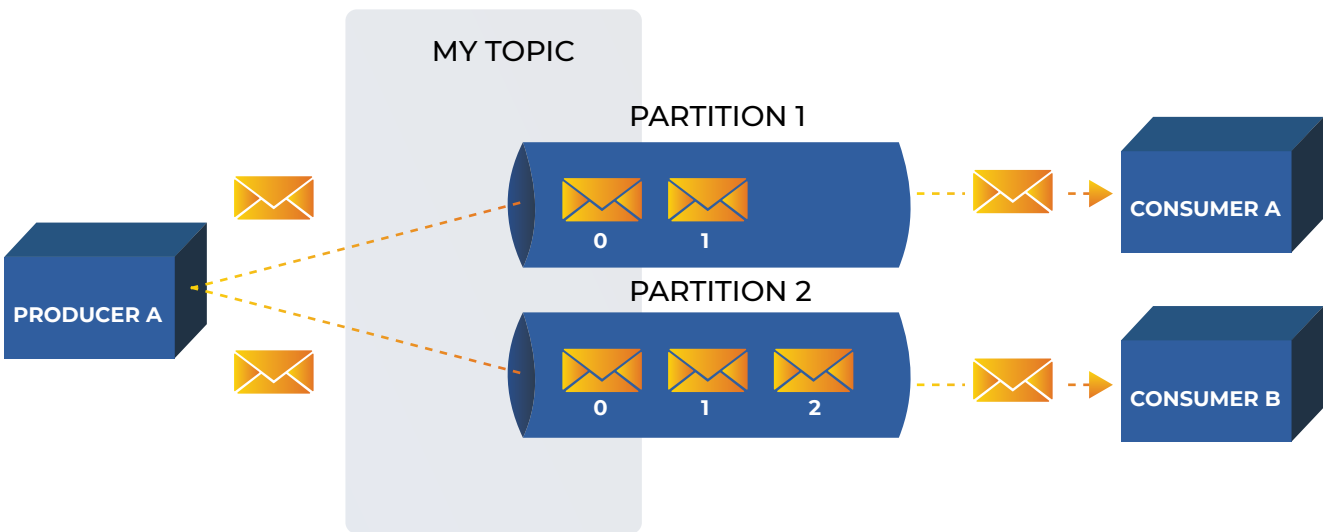 MY TOPIC
PARTITION 1
0 1
PRODUCER A
CONSUMER A
PARTITION 2
0 1 2
CONSUMER B